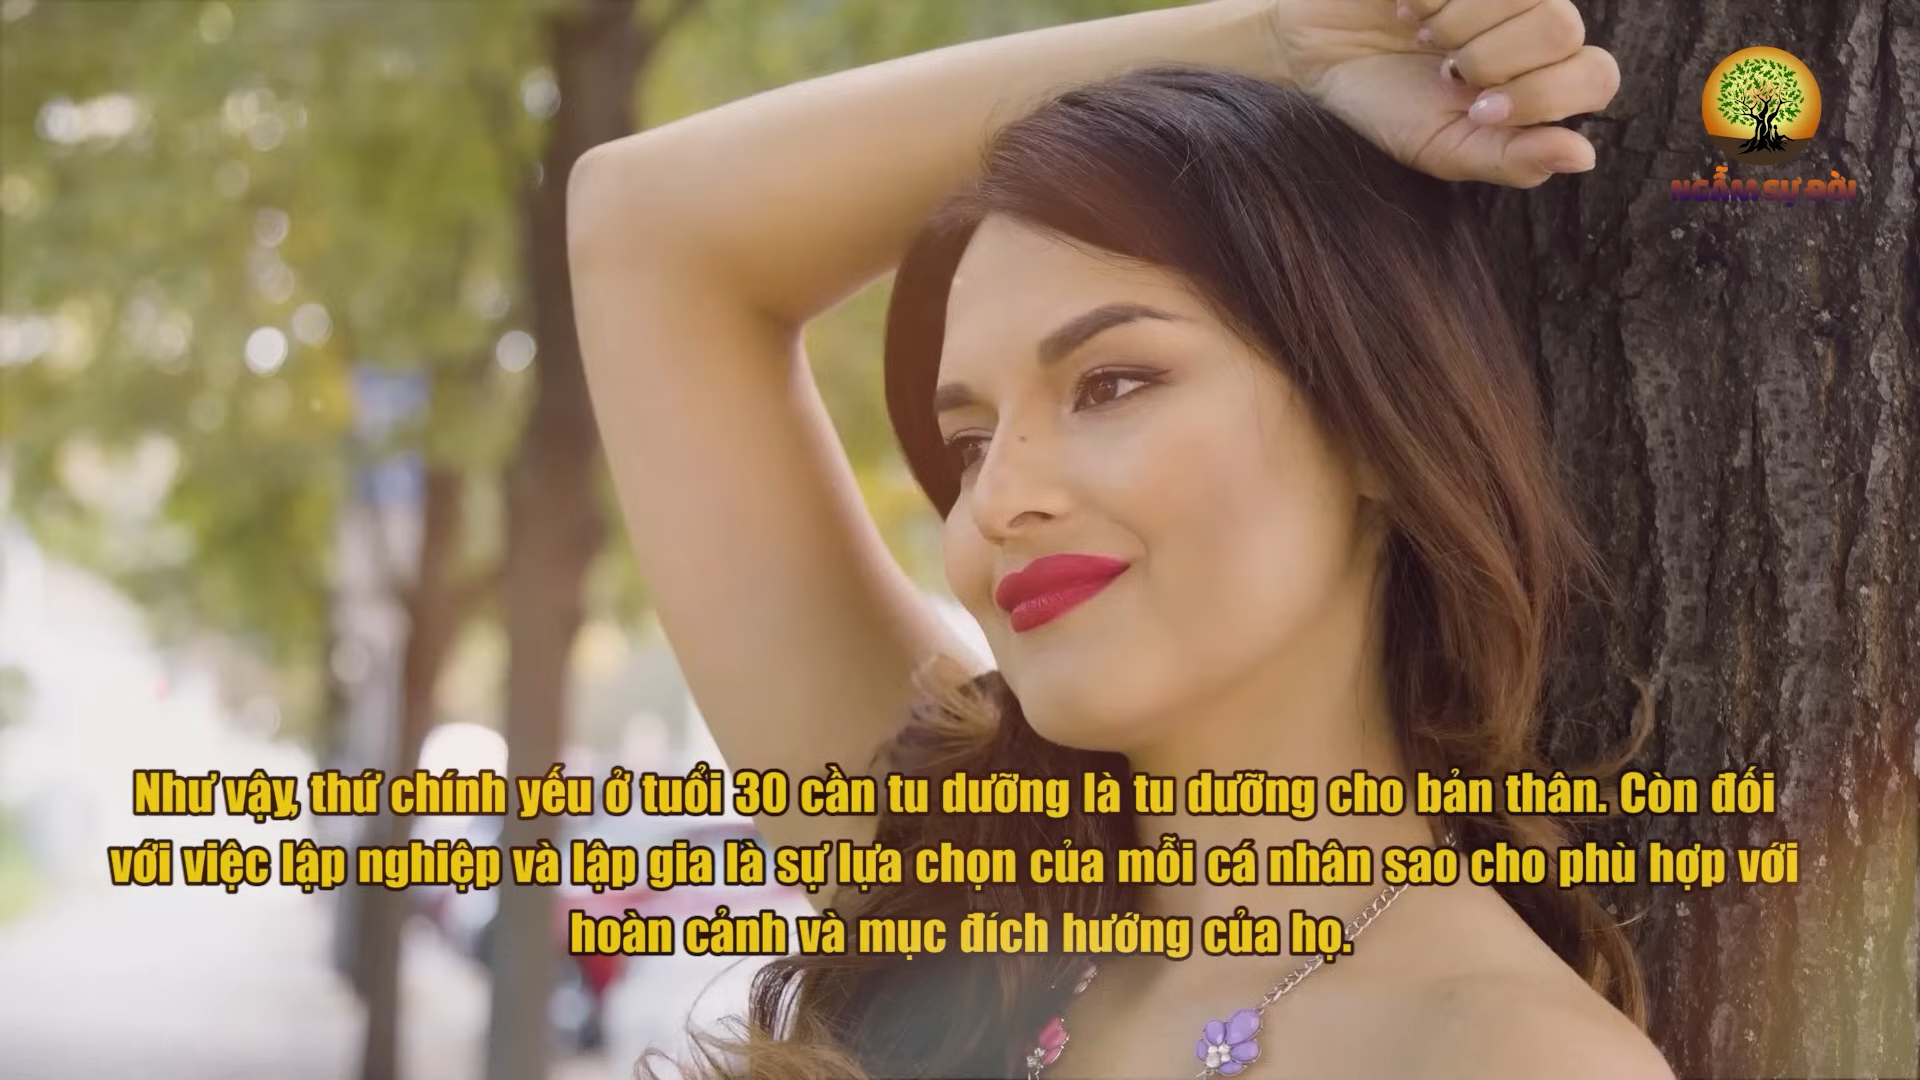 NGẪM SỰ ĐỜI
Như vậy, thứ chính yếu ở tuổi 30 cần tu dưỡng là tu dưỡng cho bản thân. Còn đối
với việc lập nghiệp và lập gia là sự lựa chọn của mỗi cá nhân sao cho phù hợp với
hoàn cảnh và mục đích hướng của họ.